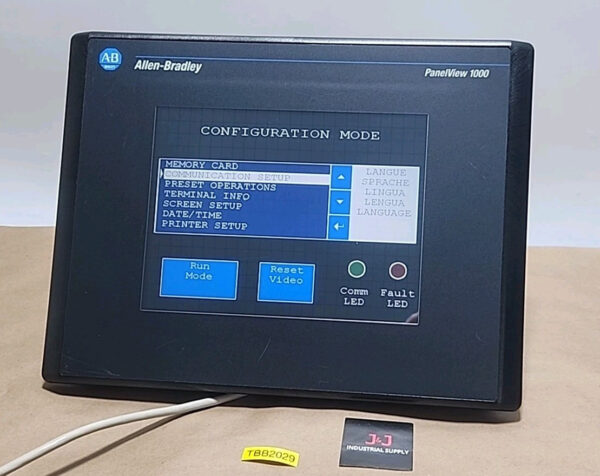 A·B
Allen-Bradley
PanelView 1000
CONFIGURATION MODE
MEMORY CARD
COMMUNICATION SETUP
PRESET OPERATIONS
TERMINAL INFO
SCREEN SETUP
DATE/TIME
PRINTER SETUP
LANGUE
SPRACHE
LINGUA
LENGUA
LANGUAGE
Run
Mode
Reset
Video
Comm
LED
Fault
LED
TBB2029
J&J
INDUSTRIAL SUPPLY